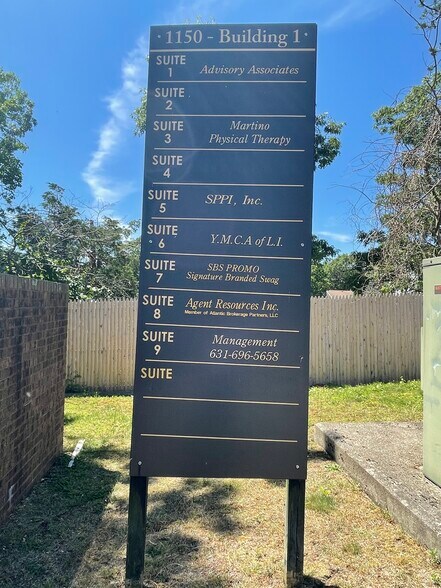 · 1150 - Building 1 ·
SUITE 1 Advisory Associates
SUITE 2
SUITE 3 Martino
Physical Therapy
SUITE 4
SUITE 5 SPPI, Inc.
SUITE 6 Y.M.C.A of L.I.
SUITE 7 SBS PROMO
Signature Branded Swag
SUITE 8 Agent Resources Inc.
Member of Atlantic Brokerage Partners, LLC
SUITE 9 Management
631-696-5658
SUITE